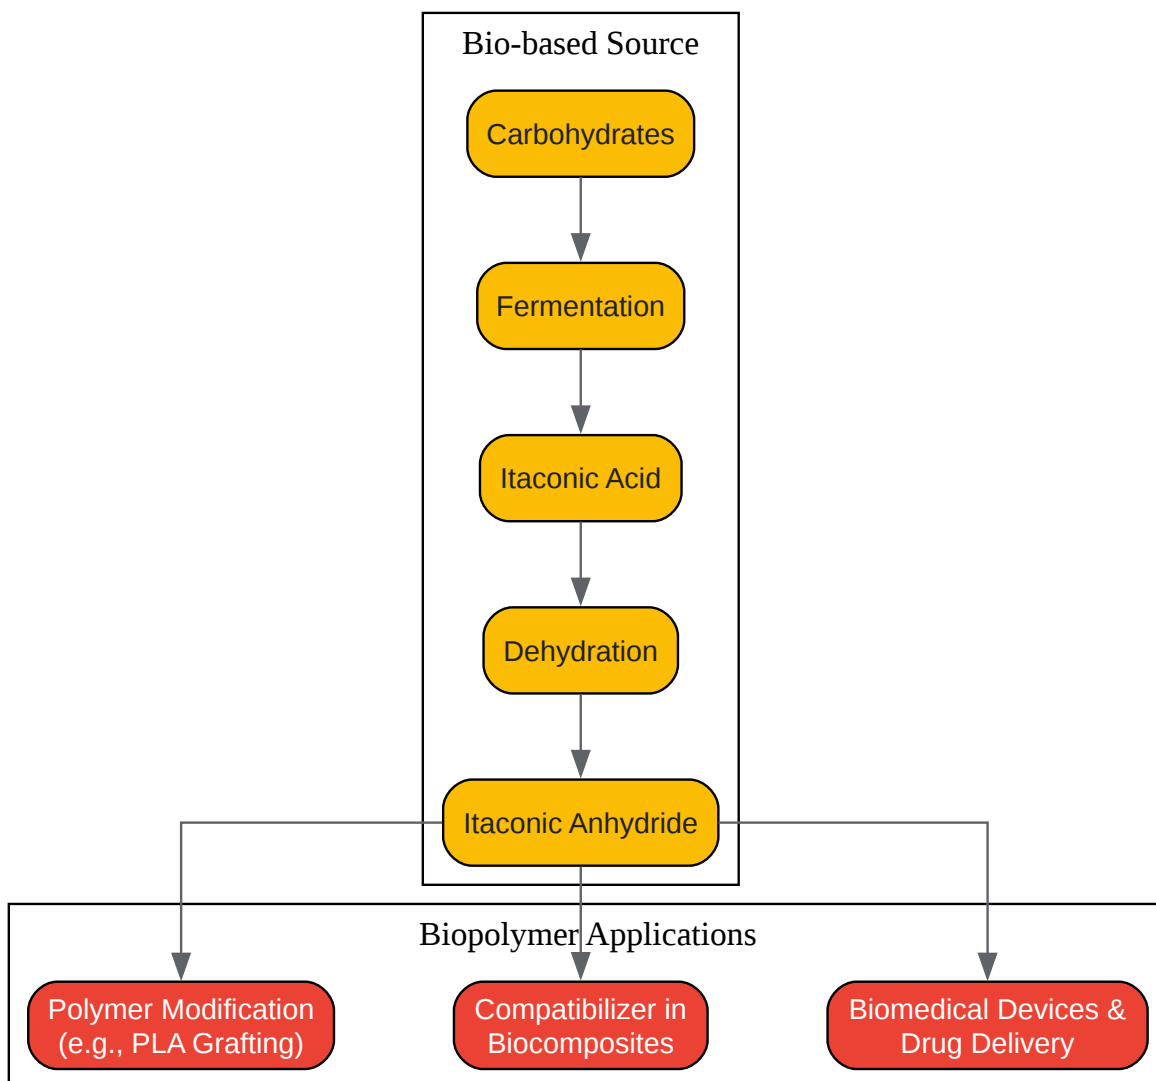 Bio-based Source
Carbohydrates
Fermentation
Itaconic Acid
Dehydration
Itaconic Anhydride
Biopolymer Applications
Polymer Modification
(e.g., PLA Grafting)
Compatibilizer in
Biocomposites
Biomedical Devices &
Drug Delivery